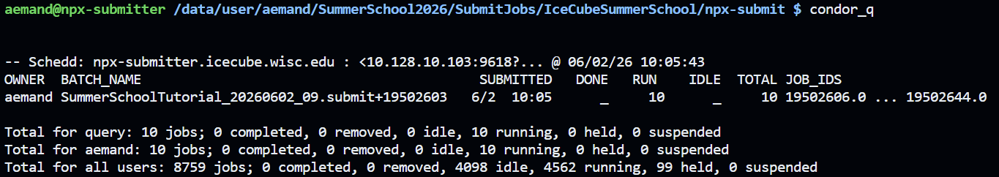 aemand@npx-submitter /data/user/aemand/SummerSchool2026/SubmitJobs/IceCubeSummerSchool/npx-submit $ condor_q
-- Schedd: npx-submitter.icecube.wisc.edu : <10.128.10.103:9618?... @ 06/02/26 10:05:43
OWNER  BATCH_NAME                                          SUBMITTED   DONE   RUN    IDLE  TOTAL JOB_IDS
aemand SummerSchoolTutorial_20260602_09.submit+19502603   6/2  10:05      _     10      _     10 19502606.0 ... 19502644.0
Total for query: 10 jobs; 0 completed, 0 removed, 0 idle, 10 running, 0 held, 0 suspended
Total for aemand: 10 jobs; 0 completed, 0 removed, 0 idle, 10 running, 0 held, 0 suspended
Total for all users: 8759 jobs; 0 completed, 0 removed, 4098 idle, 4562 running, 99 held, 0 suspended